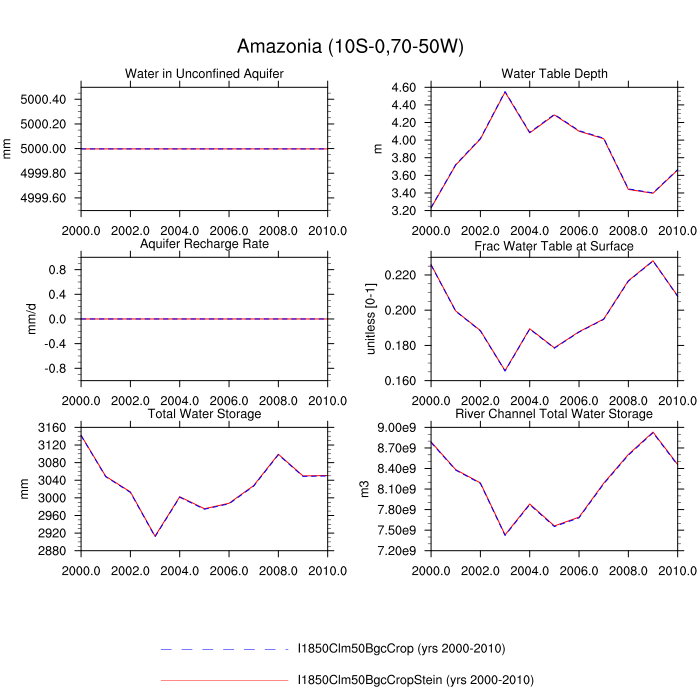 Amazonia (10S-0,70-50W)
Water in Unconfined Aquifer
5000.40
5000.20
5000.00
4999.80
4999.60
mm
2000.0 2002.0 2004.0 2006.0 2008.0 2010.0
Water Table Depth
4.60
4.40
4.20
4.00
3.80
3.60
3.40
3.20
m
2000.0 2002.0 2004.0 2006.0 2008.0 2010.0
Aquifer Recharge Rate
0.8
0.4
0.0
-0.4
-0.8
mm/d
2000.0 2002.0 2004.0 2006.0 2008.0 2010.0
Frac Water Table at Surface
0.220
0.200
0.180
0.160
unitless [0-1]
2000.0 2002.0 2004.0 2006.0 2008.0 2010.0
Total Water Storage
3160
3120
3080
3040
3000
2960
2920
2880
mm
2000.0 2002.0 2004.0 2006.0 2008.0 2010.0
River Channel Total Water Storage
9.00e9
8.70e9
8.40e9
8.10e9
7.80e9
7.50e9
7.20e9
m3
2000.0 2002.0 2004.0 2006.0 2008.0 2010.0
I1850Clm50BgcCrop (yrs 2000-2010)
I1850Clm50BgcCropStein (yrs 2000-2010)